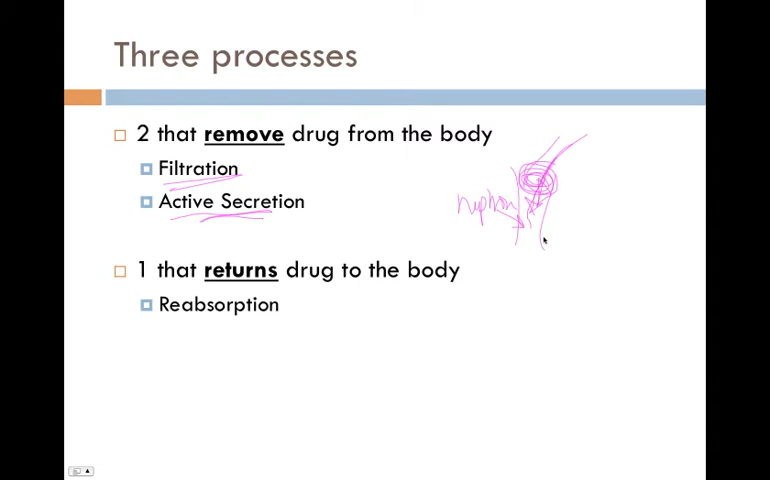 Three processes
2 that remove drug from the body
Filtration
Active Secretion
nephron
1 that returns drug to the body
Reabsorption